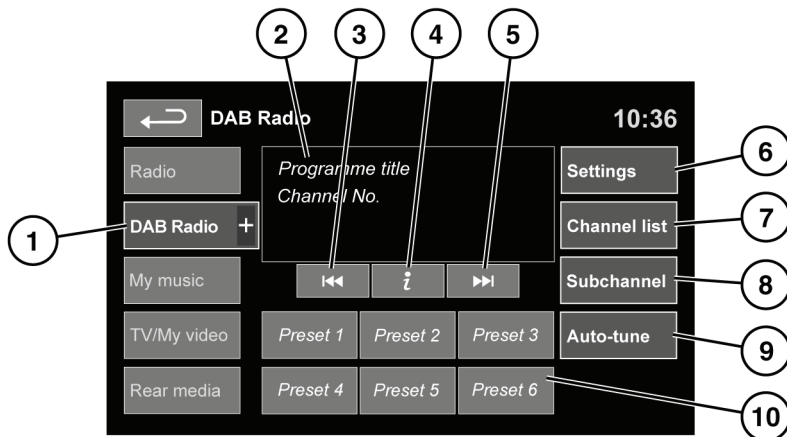 2 3 4 5
DAB Radio 10:36
Radio
Programme title
Channel No.
Settings
6
1
DAB Radio +
Channel list
7
My music
i
Subchannel
8
TV/My video
Preset 1 Preset 2 Preset 3
Auto-tune
9
Rear media
Preset 4 Preset 5 Preset 6
10